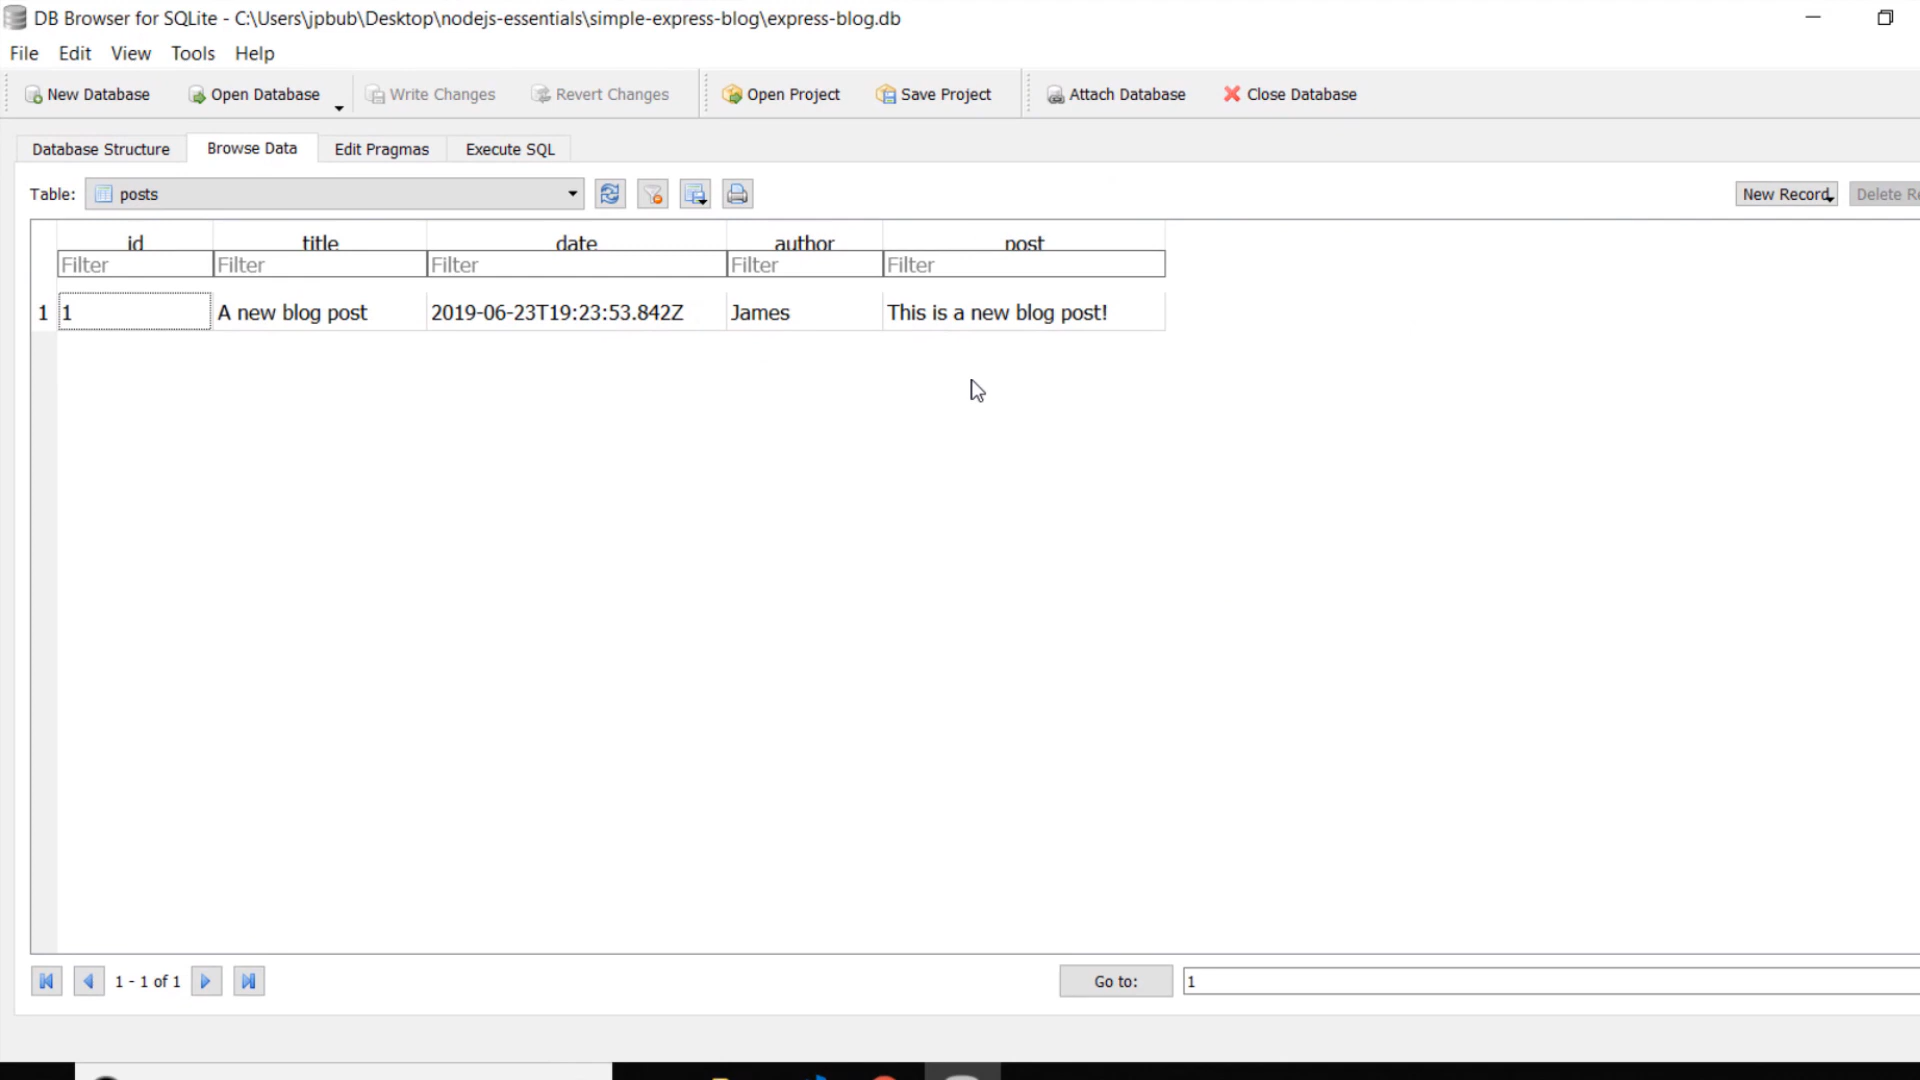 DB Browser for SQLite - C:\Users\jpbub\Desktop\nodejs-essentials\simple-express-blog\express-blog.db
File Edit View Tools Help
New Database Open Database Write Changes Revert Changes Open Project Save Project Attach Database Close Database
Database Structure Browse Data Edit Pragmas Execute SQL
Table: posts New Record Delete Re
id title date author post
Filter Filter Filter Filter Filter
1 1 A new blog post 2019-06-23T19:23:53.842Z James This is a new blog post!
1 - 1 of 1 Go to: 1